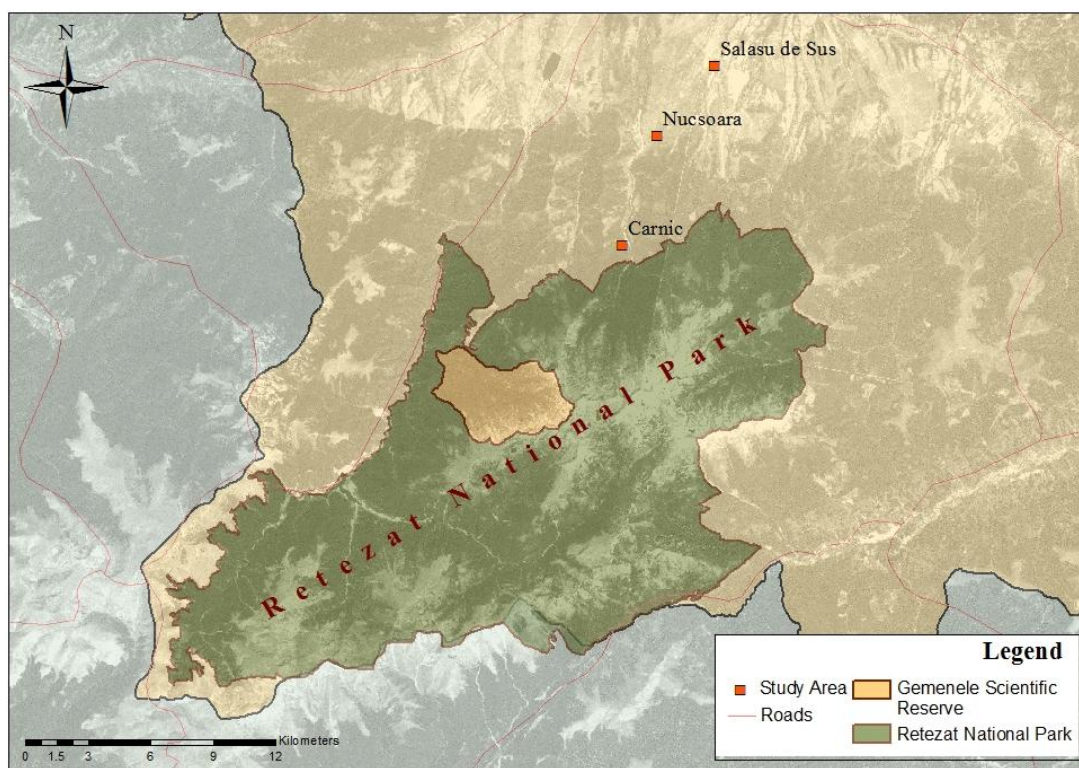 N
Salasu de Sus
Nucsoara
Carnic
Retezat National Park
Legend
Study Area
Roads
Gemenele Scientific
Reserve
Retezat National Park
Kilometers
0 1.5 3 6 9 12